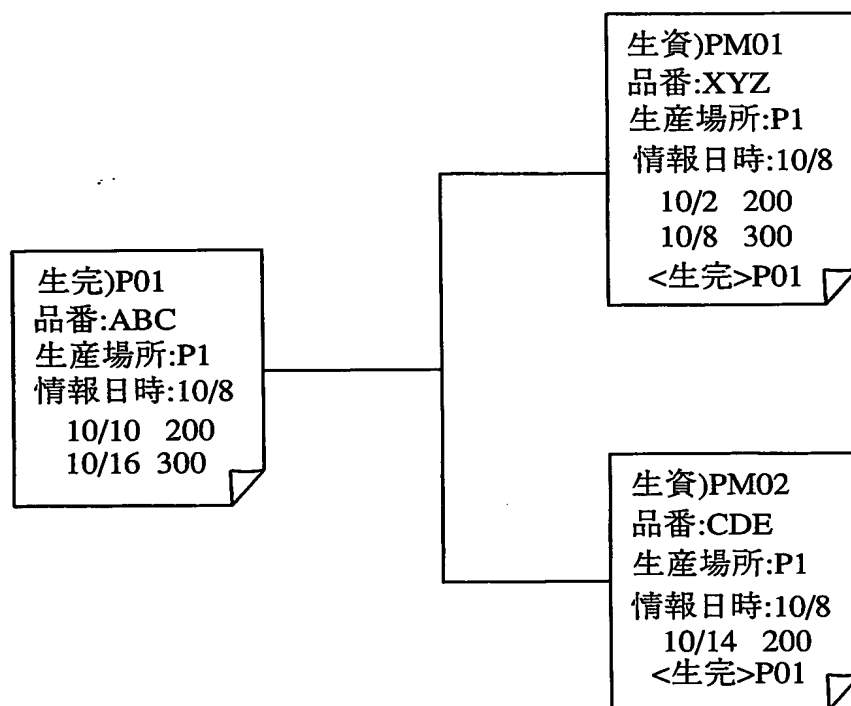 生完)P01
品番:ABC
生産場所:P1
情報日時:10/8
10/10 200
10/16 300
生資)PM01
品番:XYZ
生産場所:P1
情報日時:10/8
10/2 200
10/8 300
<生完>P01
生資)PM02
品番:CDE
生産場所:P1
情報日時:10/8
10/14 200
<生完>P01